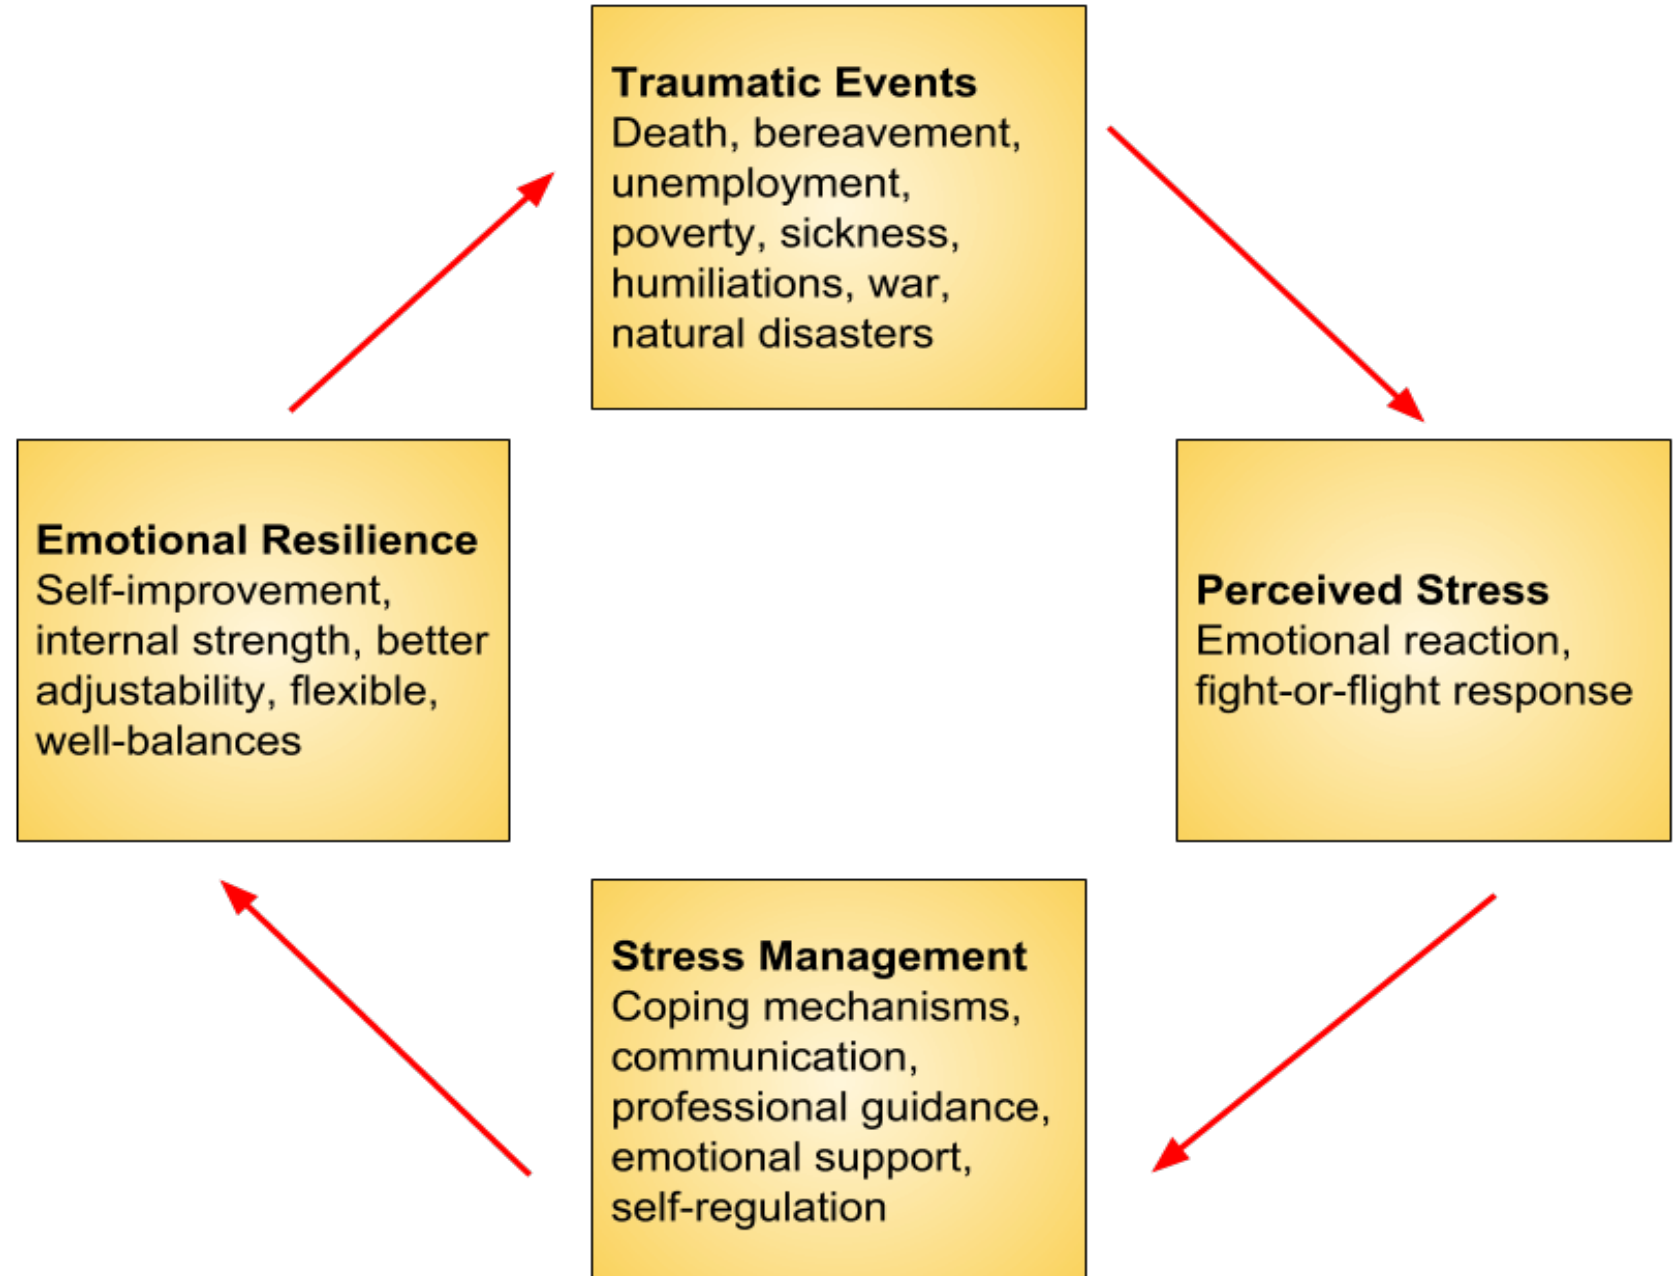 Traumatic Events
Death, bereavement,
unemployment,
poverty, sickness,
humiliations, war,
natural disasters
Emotional Resilience
Self-improvement,
internal strength, better
adjustability, flexible,
well-balances
Perceived Stress
Emotional reaction,
fight-or-flight response
Stress Management
Coping mechanisms,
communication,
professional guidance,
emotional support,
self-regulation